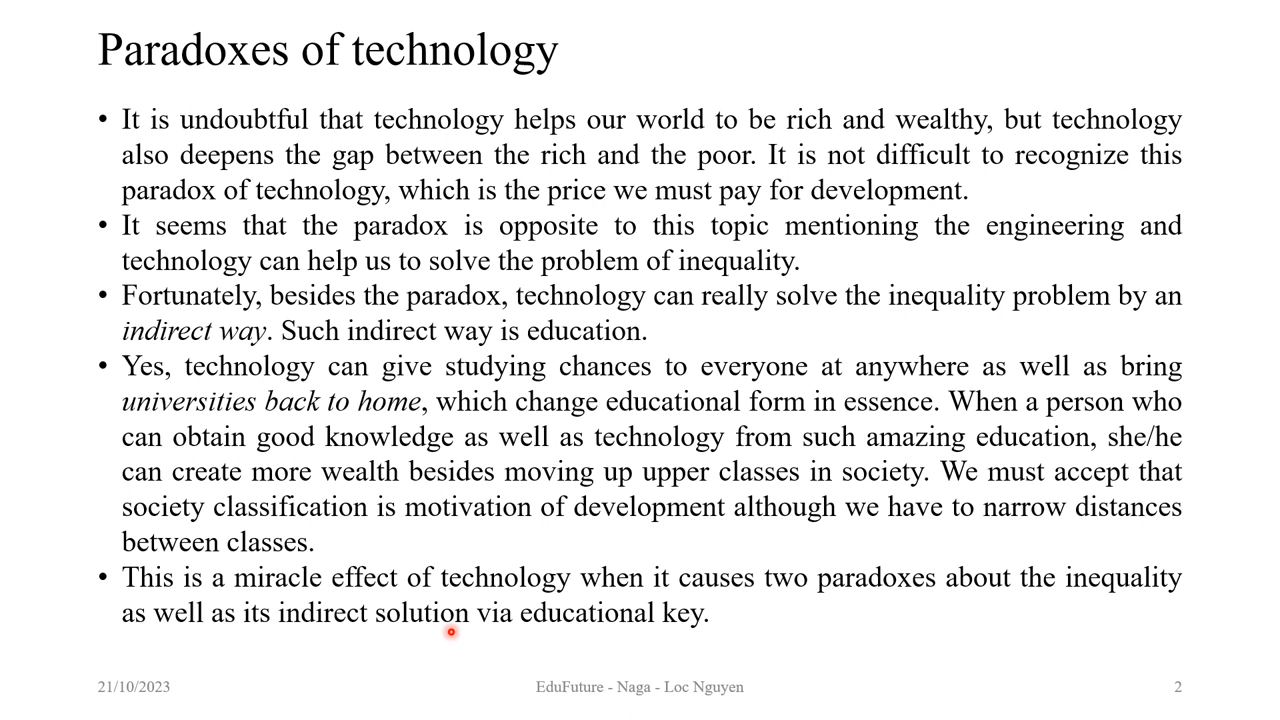 Paradoxes of technology
• It is undoubtful that technology helps our world to be rich and wealthy, but technology
also deepens the gap between the rich and the poor. It is not difficult to recognize this
paradox of technology, which is the price we must pay for development.
• It seems that the paradox is opposite to this topic mentioning the engineering and
technology can help us to solve the problem of inequality.
• Fortunately, besides the paradox, technology can really solve the inequality problem by an
indirect way. Such indirect way is education.
• Yes, technology can give studying chances to everyone at anywhere as well as bring
universities back to home, which change educational form in essence. When a person who
can obtain good knowledge as well as technology from such amazing education, she/he
can create more wealth besides moving up upper classes in society. We must accept that
society classification is motivation of development although we have to narrow distances
between classes.
• This is a miracle effect of technology when it causes two paradoxes about the inequality
as well as its indirect solution via educational key.
21/10/2023
EduFuture - Naga - Loc Nguyen
2